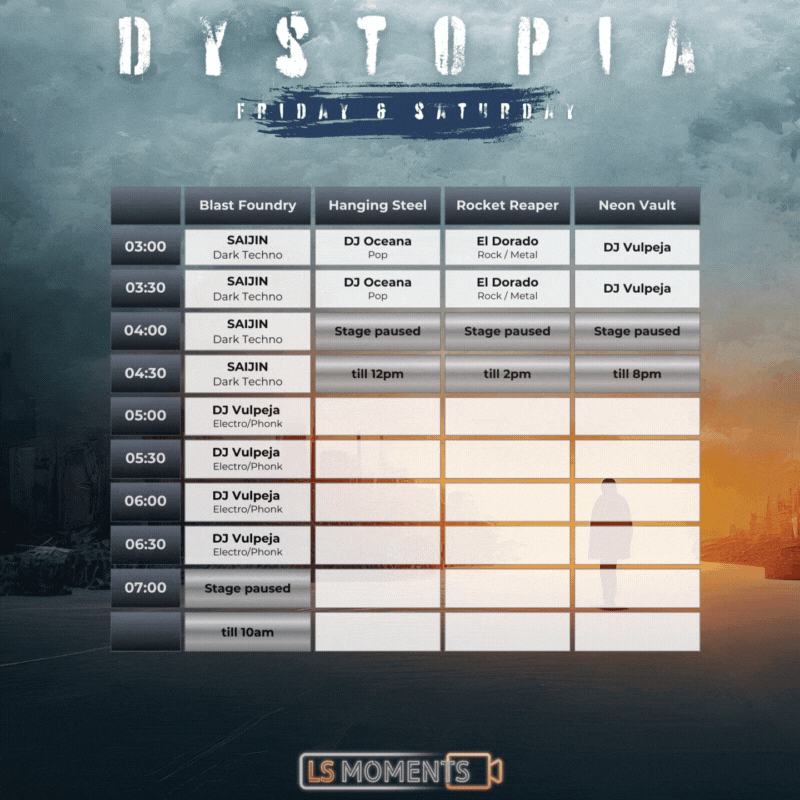 DYSTOPIA
FRIDAY & SATURDAY
Blast Foundry Hanging Steel Rocket Reaper Neon Vault
03:00 SAIJIN DJ Oceana El Dorado DJ Vulpeja
Dark Techno Pop Rock / Metal
03:30 SAIJIN DJ Oceana El Dorado DJ Vulpeja
Dark Techno Pop Rock / Metal
04:00 SAIJIN Stage paused Stage paused Stage paused
Dark Techno
04:30 SAIJIN till 12pm till 2pm till 8pm
Dark Techno
05:00 DJ Vulpeja
Electro/Phonk
05:30 DJ Vulpeja
Electro/Phonk
06:00 DJ Vulpeja
Electro/Phonk
06:30 DJ Vulpeja
Electro/Phonk
07:00 Stage paused
till 10am
LS MOMENTS